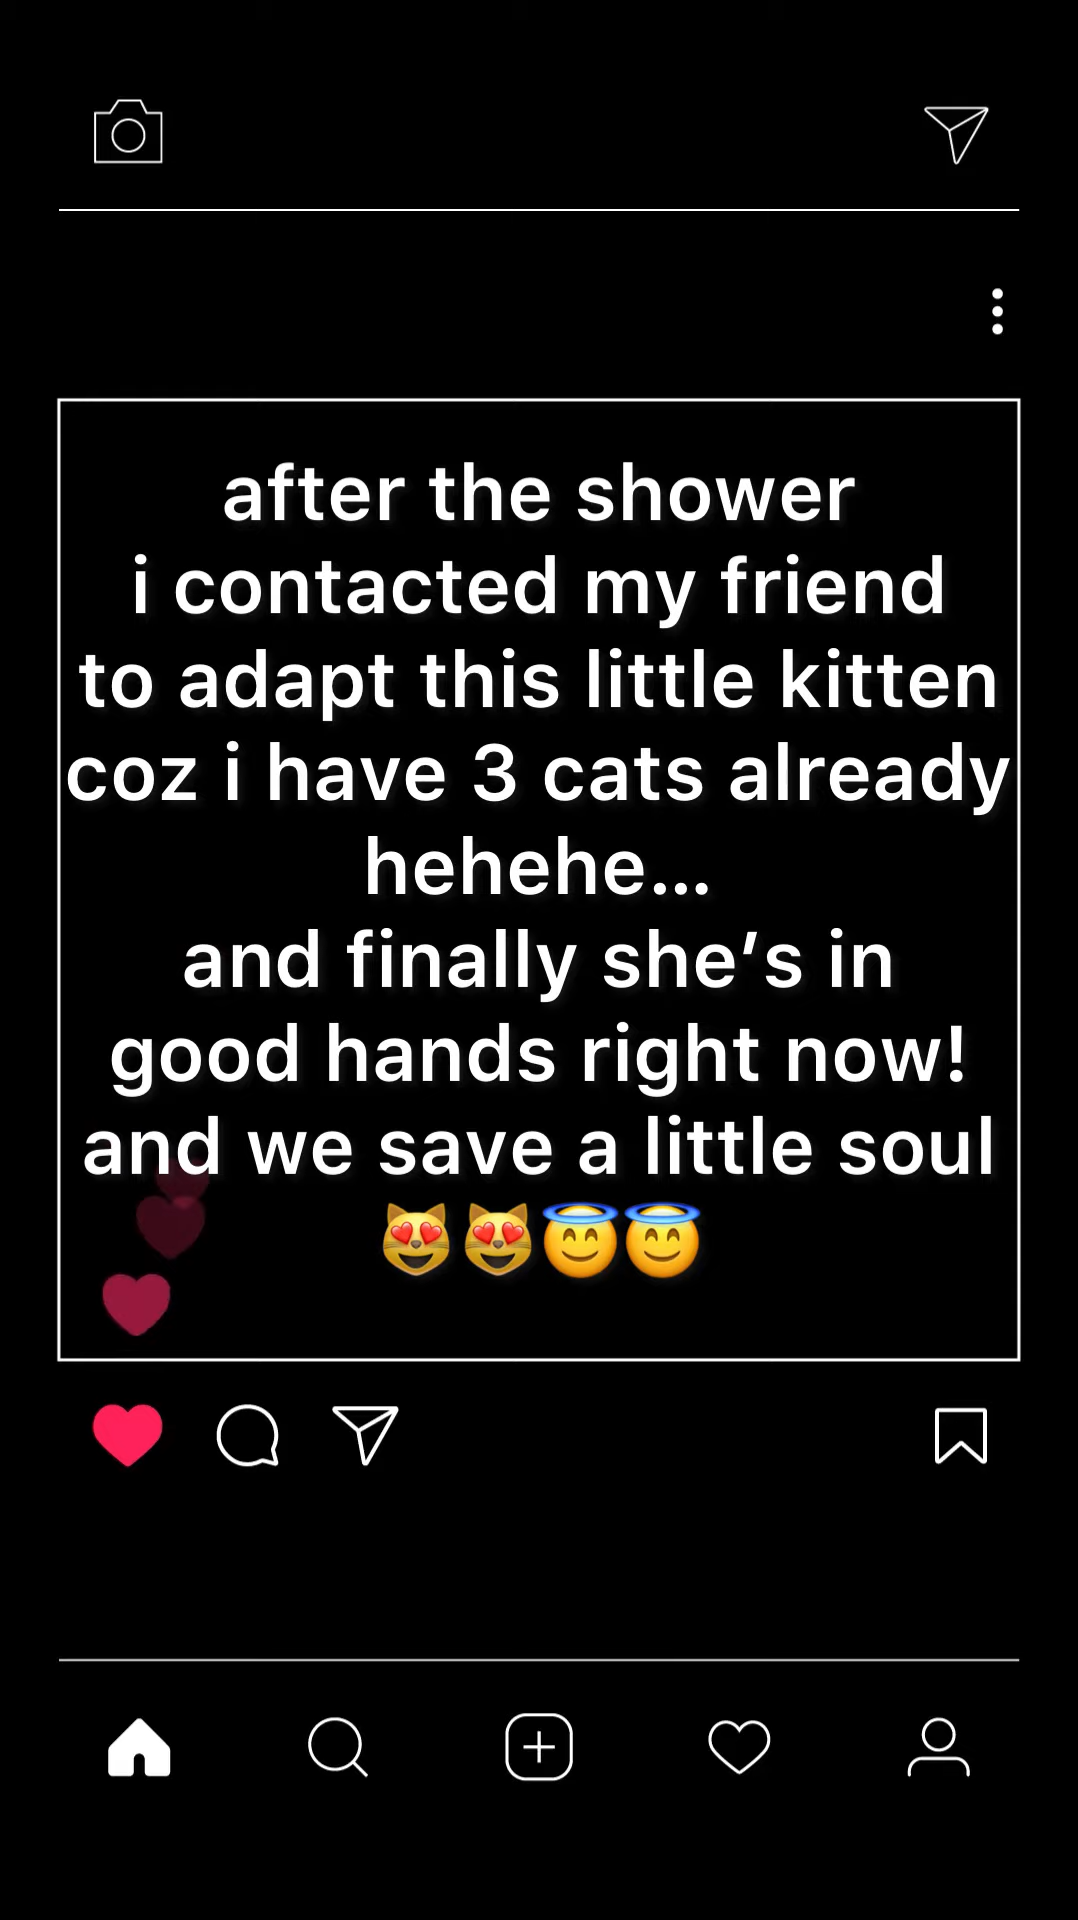 after the shower
i contacted my friend
to adapt this little kitten
coz i have 3 cats already
hehehe...
and finally she’s in
good hands right now!
and we save a little soul
😻😻😇😇